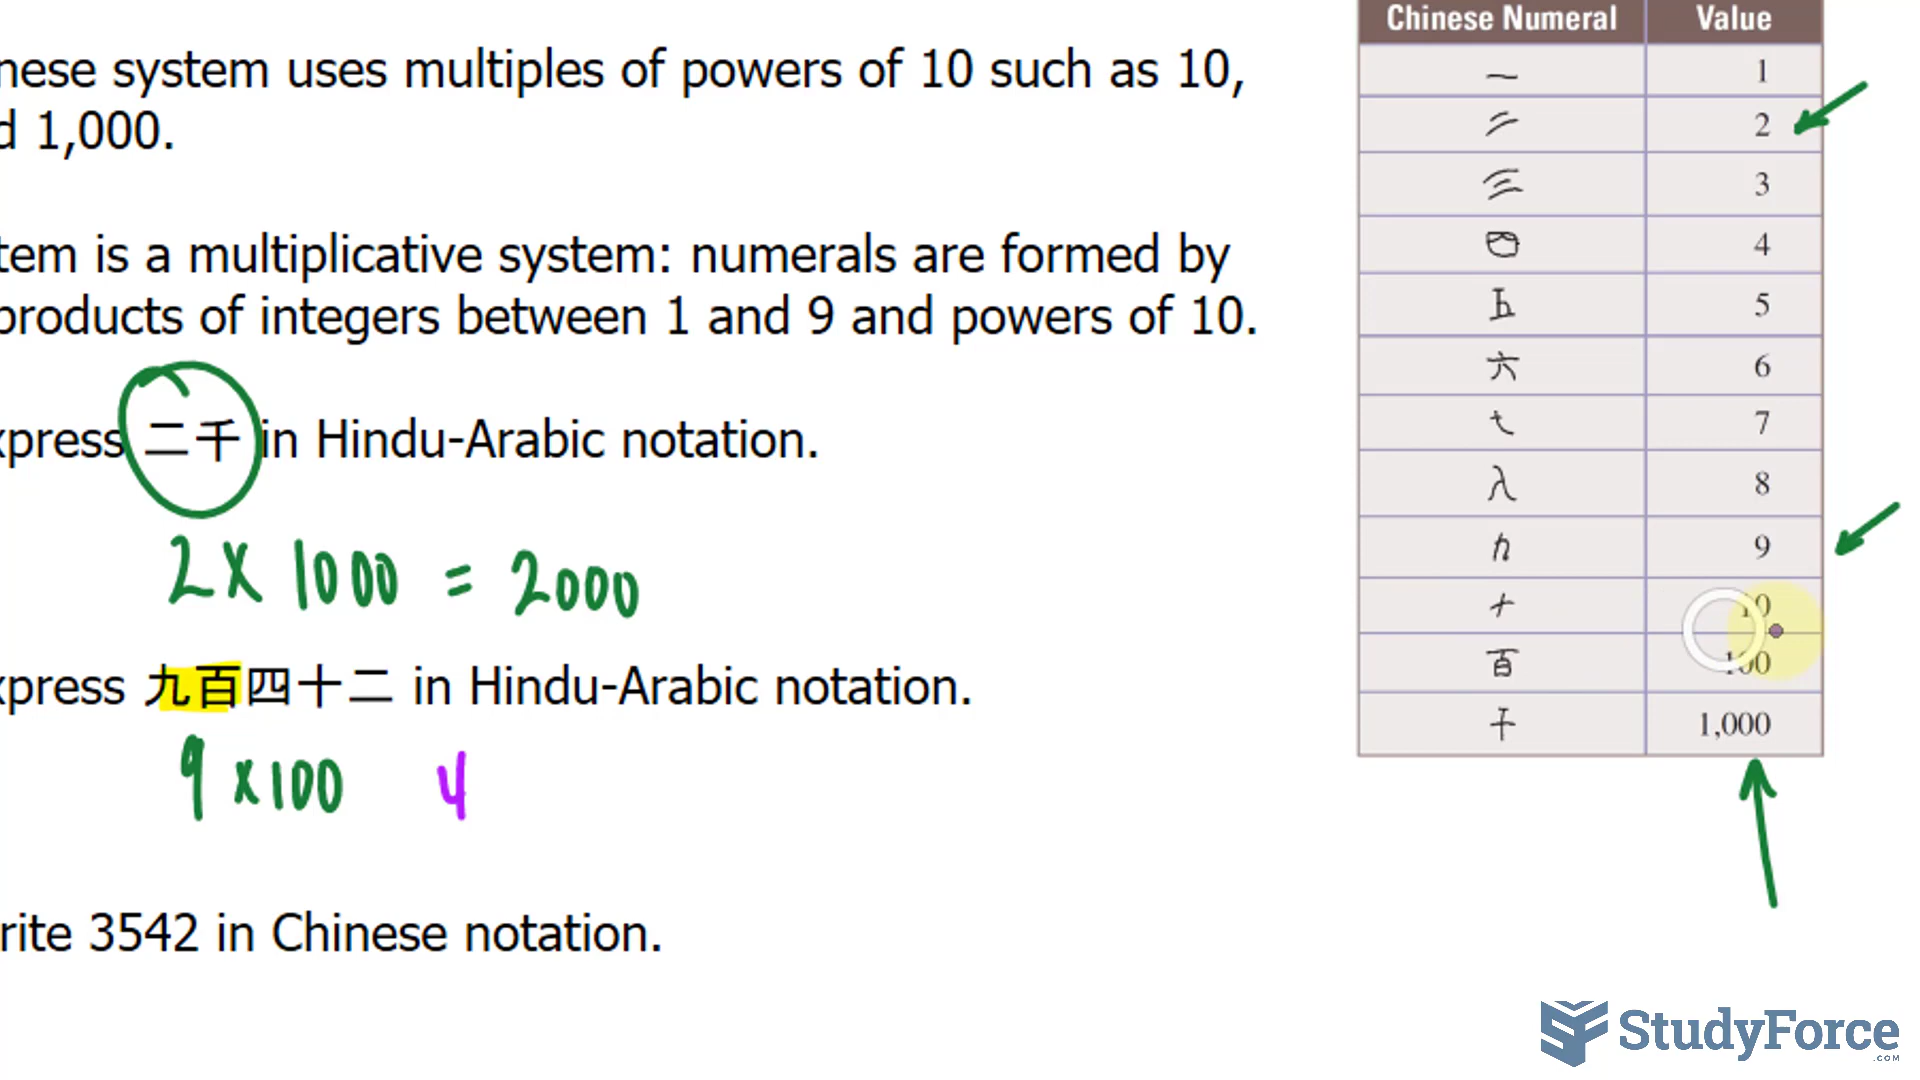 nese system uses multiples of powers of 10 such as 10,
d 1,000.
tem is a multiplicative system: numerals are formed by
products of integers between 1 and 9 and powers of 10.
xpress 二千 in Hindu-Arabic notation.
2 x 1000 = 2000
xpress 九百四十二 in Hindu-Arabic notation.
9 x 100 4
rite 3542 in Chinese notation.
Chinese Numeral Value
一 1
二 2
三 3
四 4
五 5
六 6
七 7
八 8
九 9
十 10
百 100
千 1,000
StudyForce
.COM